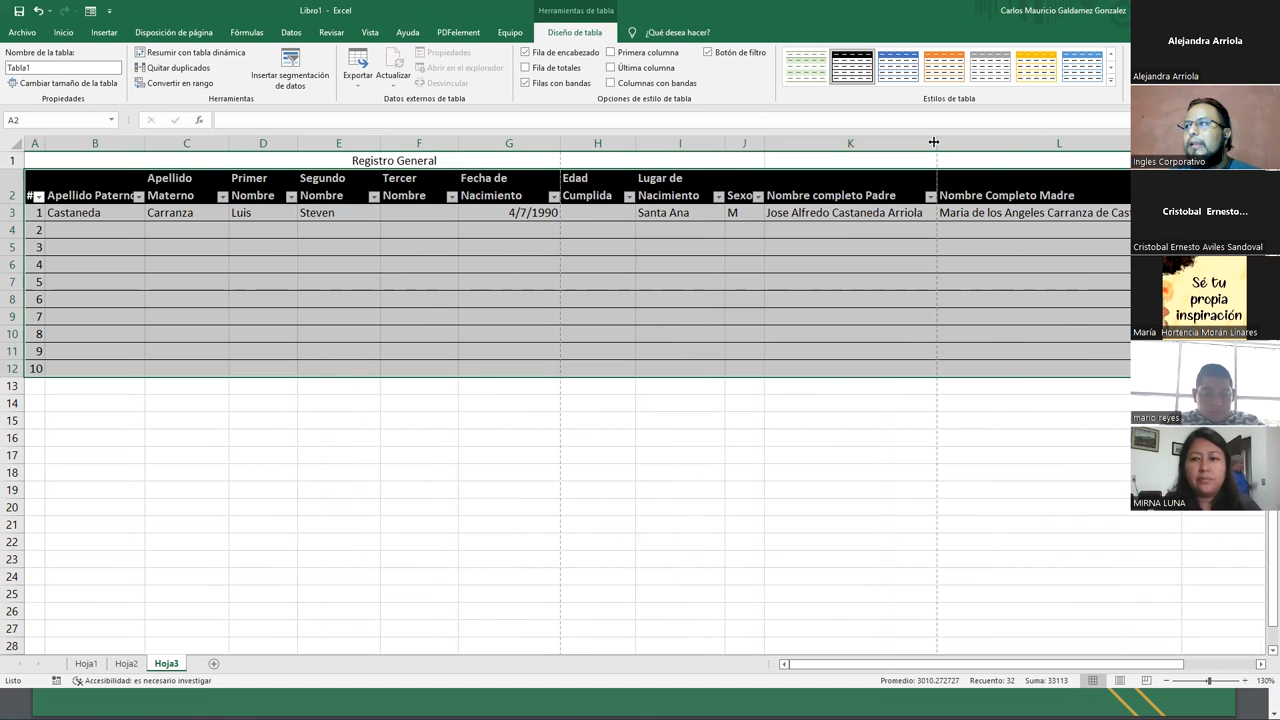 Libro1 - Excel
Herramientas de tabla
Carlos Mauricio Galdamez Gonzalez
Archivo Inicio Insertar Disposición de página Fórmulas Datos Revisar Vista Ayuda PDFelement Equipo Diseño de tabla ¿Qué desea hacer?
Nombre de la tabla:
Tabla1
Cambiar tamaño de la tabla
Propiedades
Resumir con tabla dinámica
Quitar duplicados
Convertir en rango
Insertar segmentación
de datos
Herramientas
Exportar Actualizar
Propiedades
Abrir en el explorador
Desvincular
Datos externos de tabla
Fila de encabezado Primera columna Botón de filtro
Fila de totales Última columna
Filas con bandas Columnas con bandas
Opciones de estilo de tabla
Estilos de tabla
A2
fx
A B C D E F G H I J K L
1 Registro General
2 # Apellido Paterno Apellido Materno Primer Nombre Segundo Nombre Tercer Nombre Fecha de Nacimiento Edad Cumplida Lugar de Nacimiento Sexo Nombre completo Padre Nombre Completo Madre
3 1 Castaneda Carranza Luis Steven 4/7/1990 Santa Ana M Jose Alfredo Castaneda Arriola Maria de los Angeles Carranza de Cast
4 2
5 3
6 4
7 5
8 6
9 7
10 8
11 9
12 10
13
14
15
16
17
18
19
20
21
22
23
24
25
26
27
28
Hoja1 Hoja2 Hoja3
Listo Accesibilidad: es necesario investigar Promedio: 3010.272727 Recuento: 32 Suma: 33113 130%
Alejandra Arriola
Alejandra Arriola
Ingles Corporativo
Cristobal Ernesto...
Cristobal Ernesto Aviles Sandoval
Sé tu
propia
inspiración
María Hortencia Morán Linares
mario reyes
MIRNA LUNA